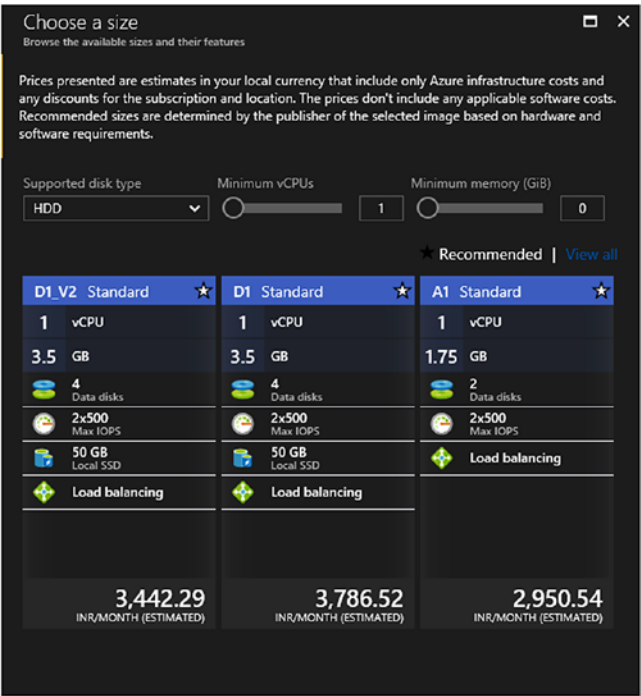 Choose a size
Browse the available sizes and their features
Prices presented are estimates in your local currency that include only Azure infrastructure costs and
any discounts for the subscription and location. The prices don't include any applicable software costs.
Recommended sizes are determined by the publisher of the selected image based on hardware and
software requirements.
Supported disk type
HDD
Minimum vCPUs
1
Minimum memory (GiB)
0
★ Recommended | View all
D1_V2 Standard
1 vCPU
3.5 GB
4
Data disks
2x500
Max IOPS
50 GB
Local SSD
Load balancing
3,442.29
INR/MONTH (ESTIMATED)
D1 Standard
1 vCPU
3.5 GB
4
Data disks
2x500
Max IOPS
50 GB
Local SSD
Load balancing
3,786.52
INR/MONTH (ESTIMATED)
A1 Standard
1 vCPU
1.75 GB
2
Data disks
2x500
Max IOPS
Load balancing
2,950.54
INR/MONTH (ESTIMATED)